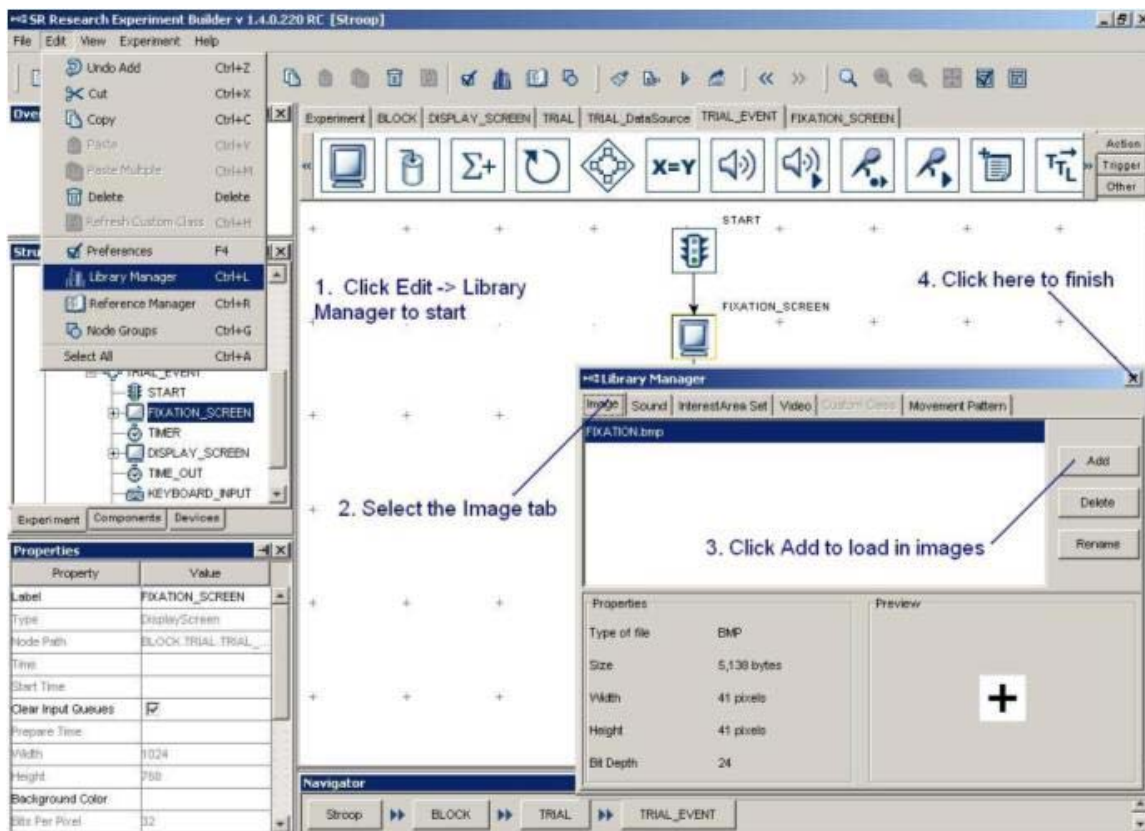 SR Research Experiment Builder v 1.4.0.220 RC [Stroop]
File Edit View Experiment Help
Undo Add Ctrl+Z
Cut Ctrl+X
Copy Ctrl+C
Paste Ctrl+V
Paste Multiple Ctrl+M
Delete Delete
Refresh Custom Class Ctrl+H
Preferences F4
Library Manager Ctrl+L
Reference Manager Ctrl+R
Node Groups Ctrl+G
Select All Ctrl+A
Over
Stru
Experiment BLOCK DISPLAY_SCREEN TRIAL TRIAL_DataSource TRIAL_EVENT FIXATION_SCREEN
Σ+ X=Y TTL
Action
Trigger
Other
START
FIXATION_SCREEN
1. Click Edit -> Library
Manager to start
4. Click here to finish
TRIAL_EVENT
START
FIXATION_SCREEN
TIMER
DISPLAY_SCREEN
TIME_OUT
KEYBOARD_INPUT
Experiment Components Devices
Library Manager
Image Sound InterestArea Set Video Custom Class Movement Pattern
FIXATION.bmp
Add
Delete
Rename
2. Select the Image tab
3. Click Add to load in images
Properties
Type of file BMP
Size 5,138 bytes
Width 41 pixels
Height 41 pixels
Bit Depth 24
Preview
+
Properties
Property Value
Label FIXATION_SCREEN
Type DisplayScreen
Node Path BLOCK.TRIAL.TRIAL_...
Time
Start Time
Clear Input Queues
Prepare Time
Width 1024
Height 768
Background Color
Bits Per Pixel 32
Navigator
Stroop BLOCK TRIAL TRIAL_EVENT